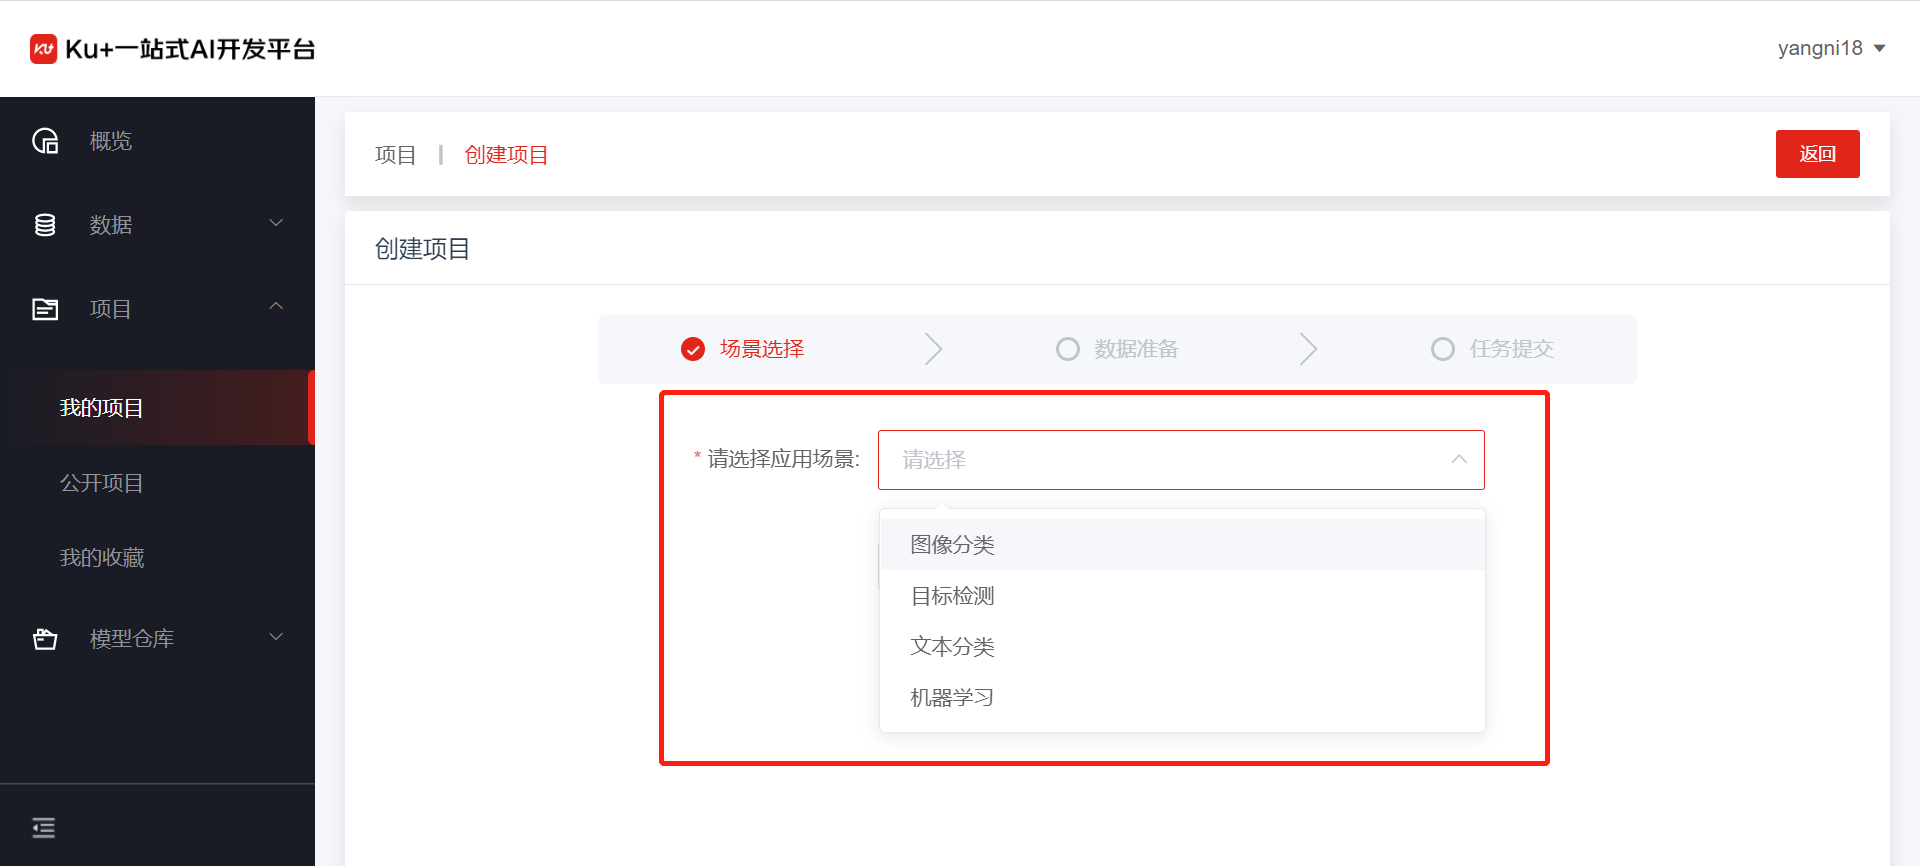 Ku+一站式AI开发平台
yangni18
概览
数据
项目
我的项目
公开项目
我的收藏
模型仓库
项目 | 创建项目
返回
创建项目
场景选择
数据准备
任务提交
* 请选择应用场景: 请选择
图像分类
目标检测
文本分类
机器学习